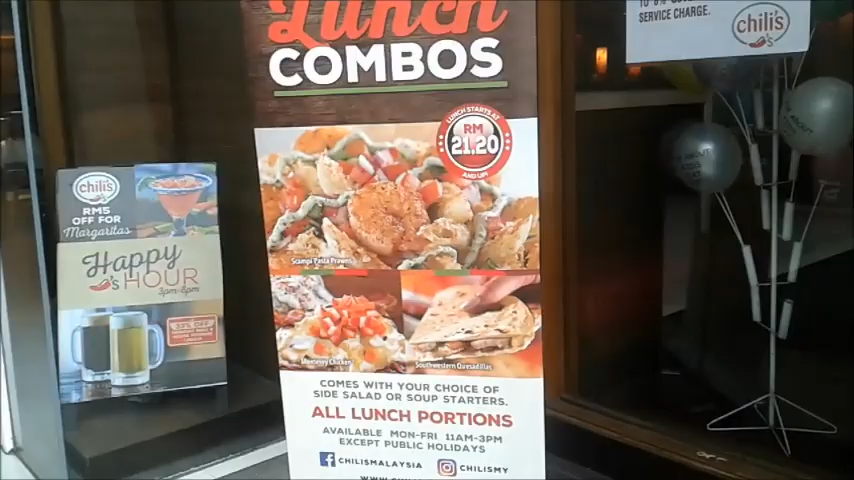 Lunch
COMBOS
LUNCH STARTS AT
RM
21.20
AND UP!
Scampi Pasta Prawns
Monterey Chicken
Southwestern Quesadillas
COMES WITH YOUR CHOICE OF
SIDE SALAD OR SOUP STARTERS.
ALL LUNCH PORTIONS
AVAILABLE MON-FRI 11AM-3PM
EXCEPT PUBLIC HOLIDAYS
CHILISMALAYSIA
CHILISMY
chili's
RM5
OFF FOR
Margaritas
Happy
HOUR
3pm-8pm
SERVICE CHARGE.
chili's